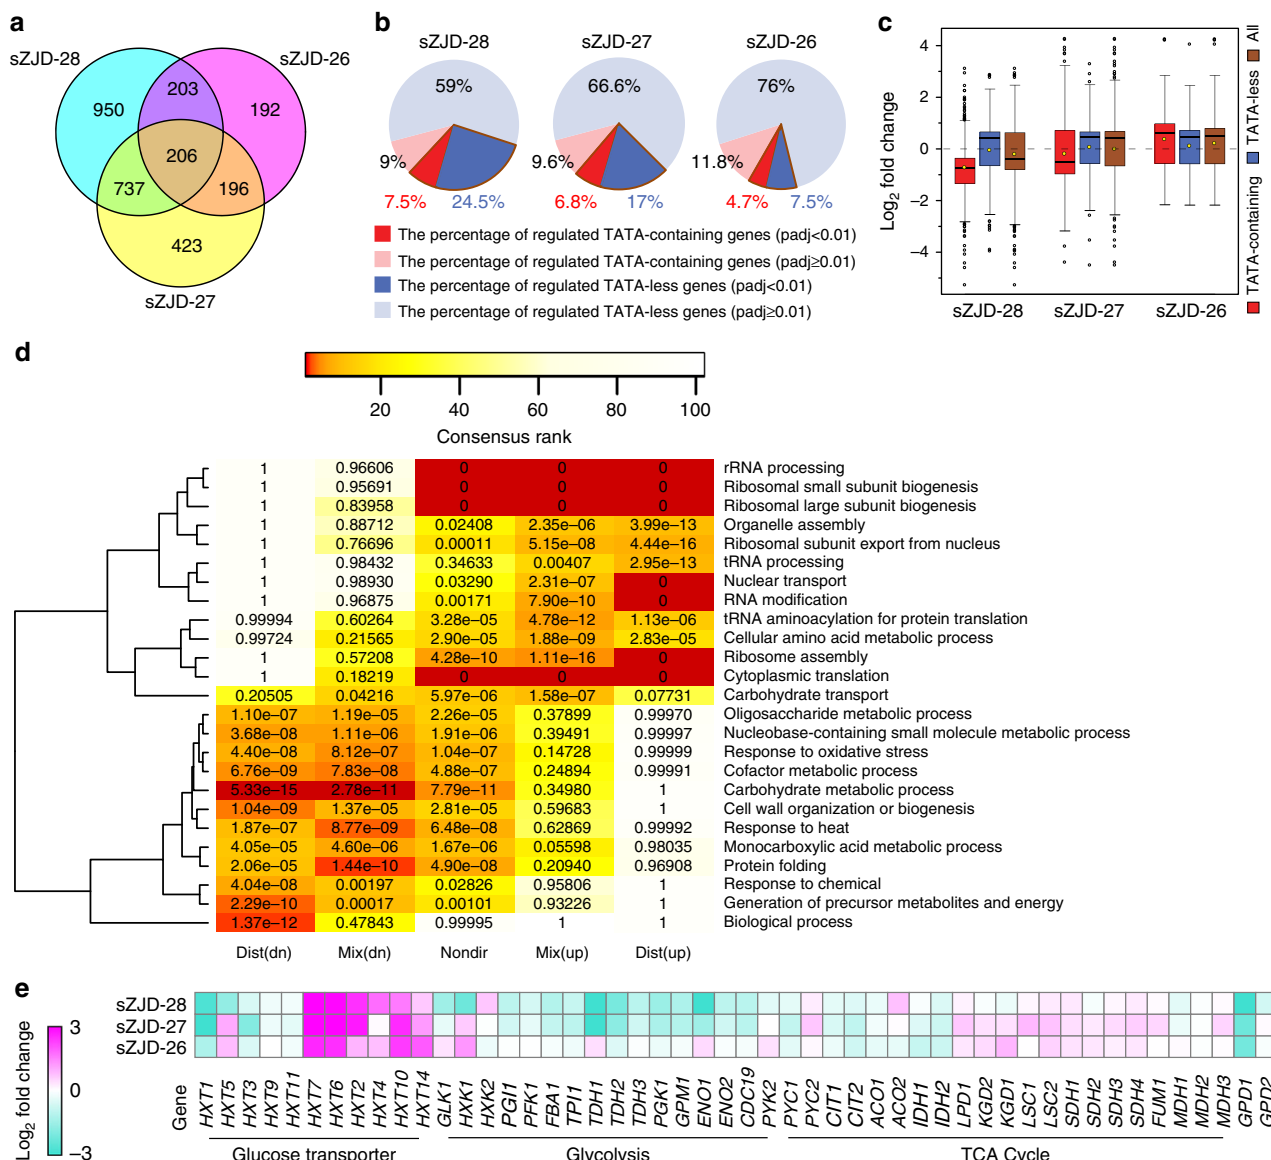 a
sZJD-28
sZJD-26
950
203
192
206
737
196
423
sZJD-27
b
sZJD-28
sZJD-27
sZJD-26
59%
66.6%
76%
9%
9.6%
11.8%
7.5%
24.5%
6.8%
17%
4.7%
7.5%
The percentage of regulated TATA-containing genes (padj<0.01)
The percentage of regulated TATA-containing genes (padj≥0.01)
The percentage of regulated TATA-less genes (padj<0.01)
The percentage of regulated TATA-less genes (padj≥0.01)
c
Log2 fold change
4
2
0
−2
−4
sZJD-28
sZJD-27
sZJD-26
TATA-containing
TATA-less
All
d
20 40 60 80 100
Consensus rank
1 0.96606 0 0 0 rRNA processing
1 0.95691 0 0 0 Ribosomal small subunit biogenesis
1 0.83958 0 0 0 Ribosomal large subunit biogenesis
1 0.88712 0.02408 2.35e−06 3.99e−13 Organelle assembly
1 0.76696 0.00011 5.15e−08 4.44e−16 Ribosomal subunit export from nucleus
1 0.98432 0.34633 0.00407 2.95e−13 tRNA processing
1 0.98930 0.03290 2.31e−07 0 Nuclear transport
1 0.96875 0.00171 7.90e−10 0 RNA modification
0.99994 0.60264 3.28e−05 4.78e−12 1.13e−06 tRNA aminoacylation for protein translation
0.99724 0.21565 2.90e−05 1.88e−09 2.83e−05 Cellular amino acid metabolic process
1 0.57208 4.28e−10 1.11e−16 0 Ribosome assembly
1 0.18219 0 0 0 Cytoplasmic translation
0.20505 0.04216 5.97e−06 1.58e−07 0.07731 Carbohydrate transport
1.10e−07 1.19e−05 2.26e−05 0.37899 0.99970 Oligosaccharide metabolic process
3.68e−08 1.11e−06 1.91e−06 0.39491 0.99997 Nucleobase-containing small molecule metabolic process
4.40e−08 8.12e−07 1.04e−07 0.14728 0.99999 Response to oxidative stress
6.76e−09 7.83e−08 4.88e−07 0.24894 0.99991 Cofactor metabolic process
5.33e−15 2.78e−11 7.79e−11 0.34980 1 Carbohydrate metabolic process
1.04e−09 1.37e−05 2.81e−05 0.59683 1 Cell wall organization or biogenesis
1.87e−07 8.77e−09 6.48e−08 0.62869 0.99992 Response to heat
4.05e−05 4.60e−06 1.67e−06 0.05598 0.98035 Monocarboxylic acid metabolic process
2.06e−05 1.44e−10 4.90e−08 0.20940 0.96908 Protein folding
4.04e−08 0.00197 0.02826 0.95806 1 Response to chemical
2.29e−10 0.00017 0.00101 0.93226 1 Generation of precursor metabolites and energy
1.37e−12 0.47843 0.99995 1 1 Biological process
Dist(dn) Mix(dn) Nondir Mix(up) Dist(up)
e
Log2 fold change
3
0
−3
sZJD-28
sZJD-27
sZJD-26
Gene HXT1 HXT5 HXT3 HXT9 HXT11 HXT7 HXT6 HXT2 HXT4 HXT10 HXT14 GLK1 HXK1 HXK2 PGI1 PFK1 FBA1 TPI1 TDH1 TDH2 TDH3 PGK1 GPM1 ENO1 ENO2 CDC19 PYK2 PYC1 PYC2 CIT1 CIT2 ACO1 ACO2 IDH1 IDH2 LPD1 KGD2 KGD1 LSC1 LSC2 SDH1 SDH2 SDH3 SDH4 FUM1 MDH1 MDH2 MDH3 GPD1 GPD2
Glucose transporter Glycolysis TCA Cycle